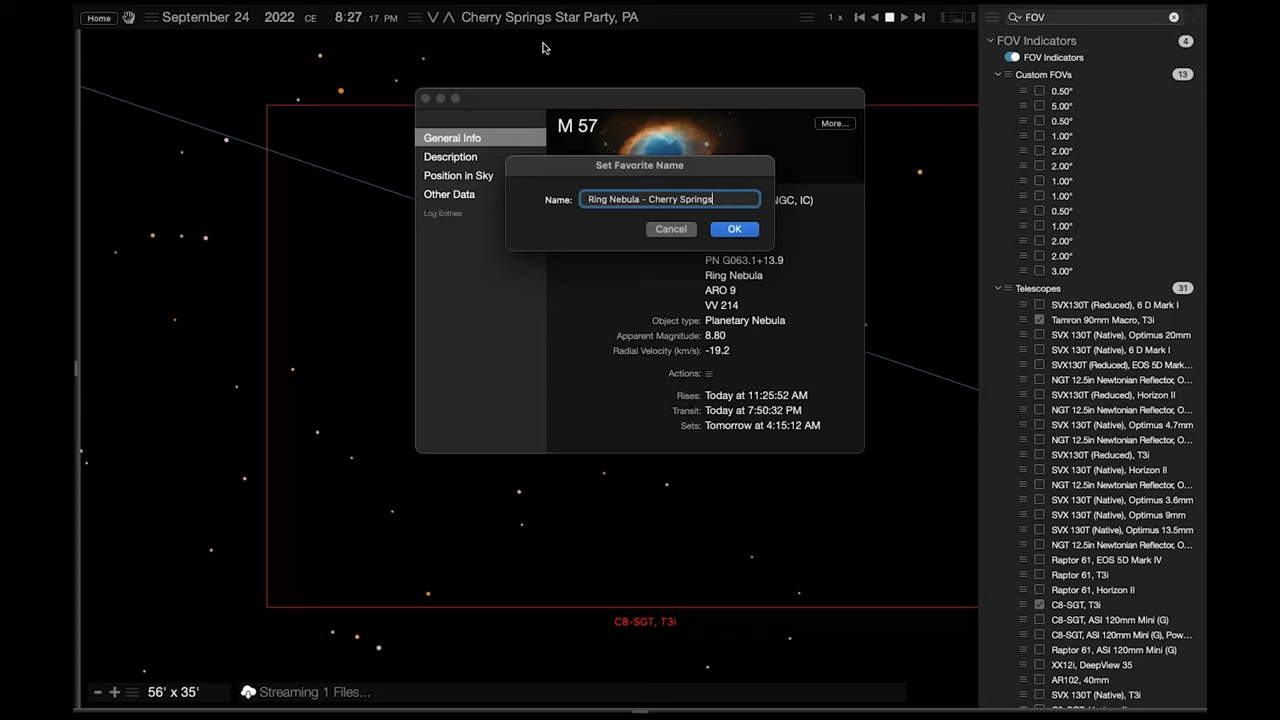 Home September 24 2022 CE 8:27:17 PM Cherry Springs Star Party, PA 1 x FOV
FOV Indicators 4
FOV Indicators
Custom FOVs 13
0.50°
5.00°
0.50°
1.00°
2.00°
2.00°
1.00°
1.00°
0.50°
1.00°
2.00°
2.00°
3.00°
Telescopes 31
SVX130T (Reduced), 6 D Mark I
Tamron 90mm Macro, T3i
SVX 130T (Native), Optimus 20mm
SVX 130T (Native), 6 D Mark I
SVX130T (Reduced), EOS 5D Mark...
NGT 12.5in Newtonian Reflector, O...
SVX130T (Reduced), Horizon II
NGT 12.5in Newtonian Reflector, O...
SVX 130T (Native), Optimus 4.7mm
NGT 12.5in Newtonian Reflector, O...
SVX130T (Reduced), T3i
SVX 130T (Native), Horizon II
NGT 12.5in Newtonian Reflector, O...
SVX 130T (Native), Optimus 3.6mm
SVX 130T (Native), Optimus 9mm
SVX 130T (Native), Optimus 13.5mm
NGT 12.5in Newtonian Reflector, O...
Raptor 61, EOS 5D Mark IV
Raptor 61, T3i
Raptor 61, Horizon II
C8-SGT, T3i
C8-SGT, ASI 120mm Mini (G)
C8-SGT, ASI 120mm Mini (G), Pow...
Raptor 61, ASI 120mm Mini (G)
XX12i, DeepView 35
AR102, 40mm
SVX 130T (Native), T3i
General Info
Description
Position in Sky
Other Data
Log Entries
M 57 More...
Set Favorite Name
Name: Ring Nebula - Cherry Springs
Cancel OK
NGC, IC)
PN G063.1+13.9
Ring Nebula
ARO 9
VV 214
Object type: Planetary Nebula
Apparent Magnitude: 8.80
Radial Velocity (km/s): -19.2
Actions:
Rises: Today at 11:25:52 AM
Transit: Today at 7:50:32 PM
Sets: Tomorrow at 4:15:12 AM
C8-SGT, T3i
56' x 35' Streaming 1 Files...